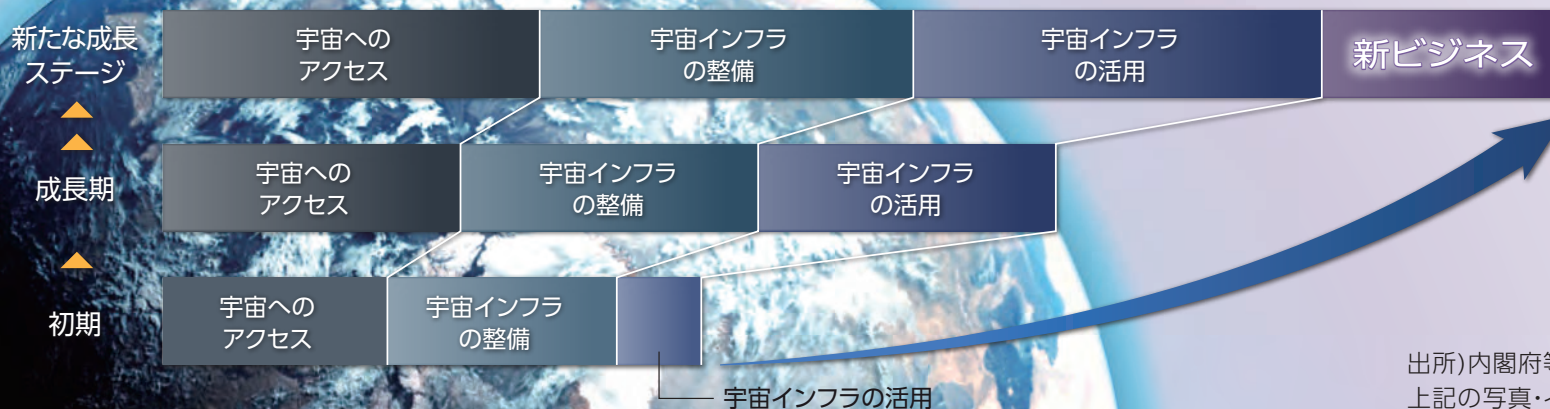 新たな成長
ステージ
宇宙への
アクセス
宇宙インフラ
の整備
宇宙インフラ
の活用
新ビジネス
成長期
宇宙への
アクセス
宇宙インフラ
の整備
宇宙インフラ
の活用
初期
宇宙への
アクセス
宇宙インフラ
の整備
宇宙インフラの活用
出所)内閣府
上記の写真・